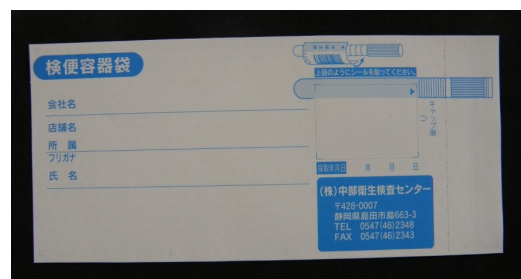 検便容器袋
会社名
店舗名
所 属
フリガナ
氏 名
上図のようにシールを貼ってください。
キャップ側
採取年月日 年 月 日
(株)中部衛生検査センター
〒428-0007
静岡県島田市島663-3
TEL 0547(46)2348
FAX 0547(46)2343